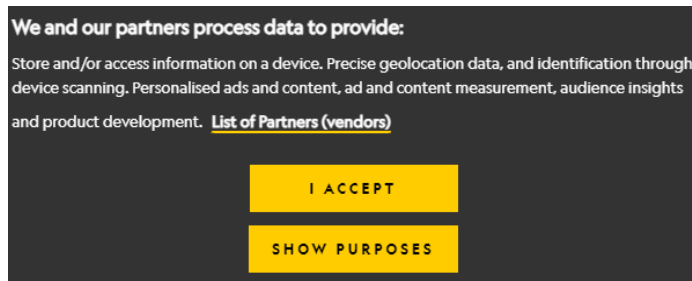 We and our partners process data to provide:
Store and/or access information on a device. Precise geolocation data, and identification through
device scanning. Personalised ads and content, ad and content measurement, audience insights
and product development. List of Partners (vendors)
I ACCEPT
SHOW PURPOSES